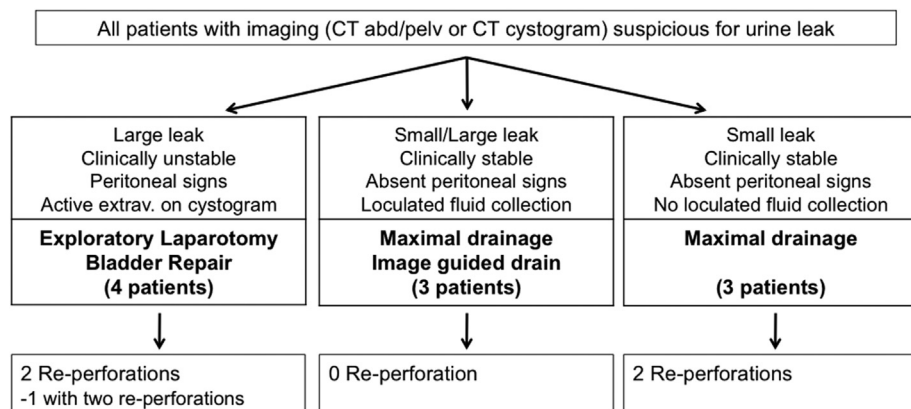 All patients with imaging (CT abd/pelv or CT cystogram) suspicious for urine leak
Large leak
Clinically unstable
Peritoneal signs
Active extrav. on cystogram
Exploratory Laparotomy
Bladder Repair
(4 patients)
2 Re-perforations
-1 with two re-perforations
Small/Large leak
Clinically stable
Absent peritoneal signs
Loculated fluid collection
Maximal drainage
Image guided drain
(3 patients)
0 Re-perforation
Small leak
Clinically stable
Absent peritoneal signs
No loculated fluid collection
Maximal drainage
(3 patients)
2 Re-perforations